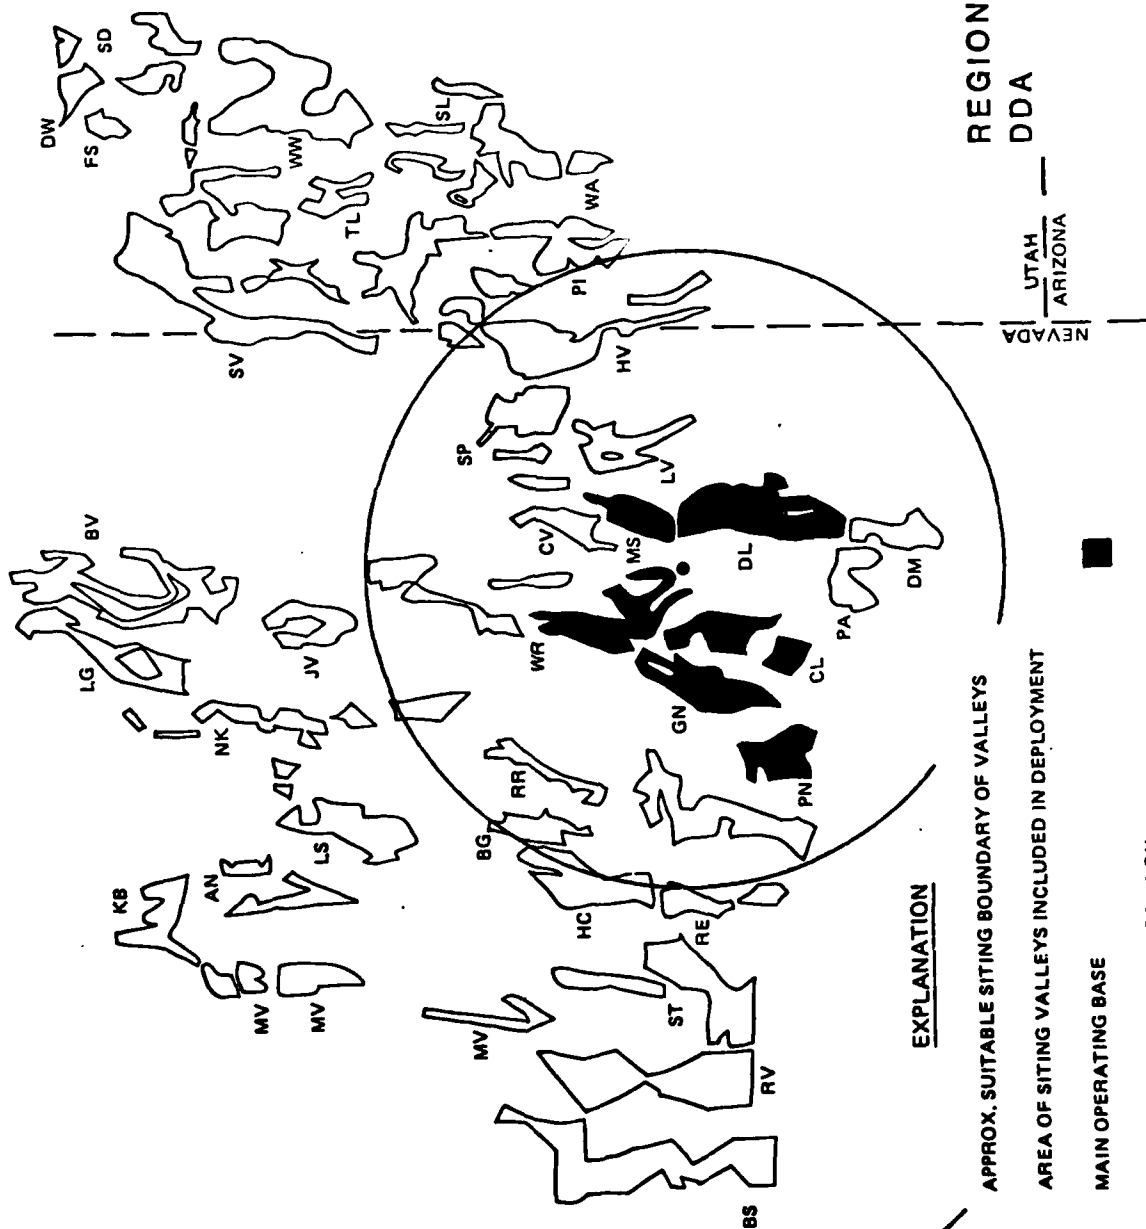 DW
LG
FS
BV
SD
KB
AN
NK
SV
MV
WW
JV
MV
LS
TL
SL
SP
MV
BG
RR
WR
CV
PI
HC
WA
HV
MS
LV
ST
GN
RE
DL
BS
RV
PN
CL
PA
DM
REGION
DDA
UTAH
ARIZONA
NEVADA
EXPLANATION
APPROX. SUITABLE SITING BOUNDARY OF VALLEYS
AREA OF SITING VALLEYS INCLUDED IN DEPLOYMENT
MAIN OPERATING BASE